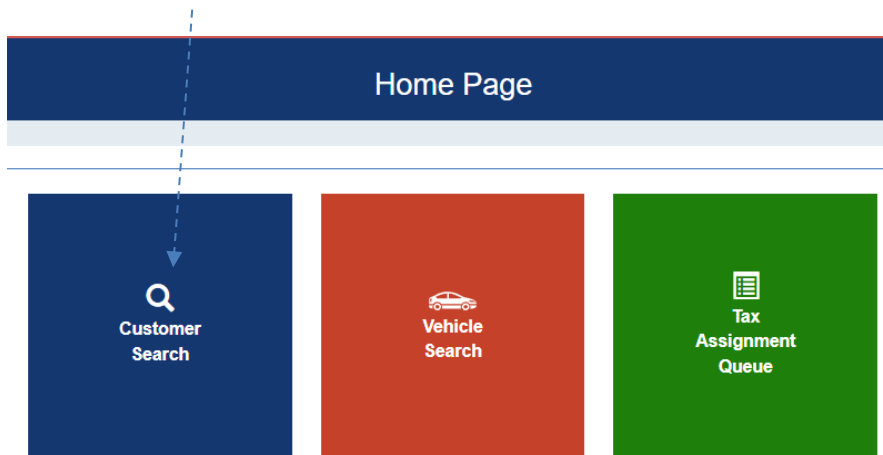 Home Page
Customer
Search
Vehicle
Search
Tax
Assignment
Queue